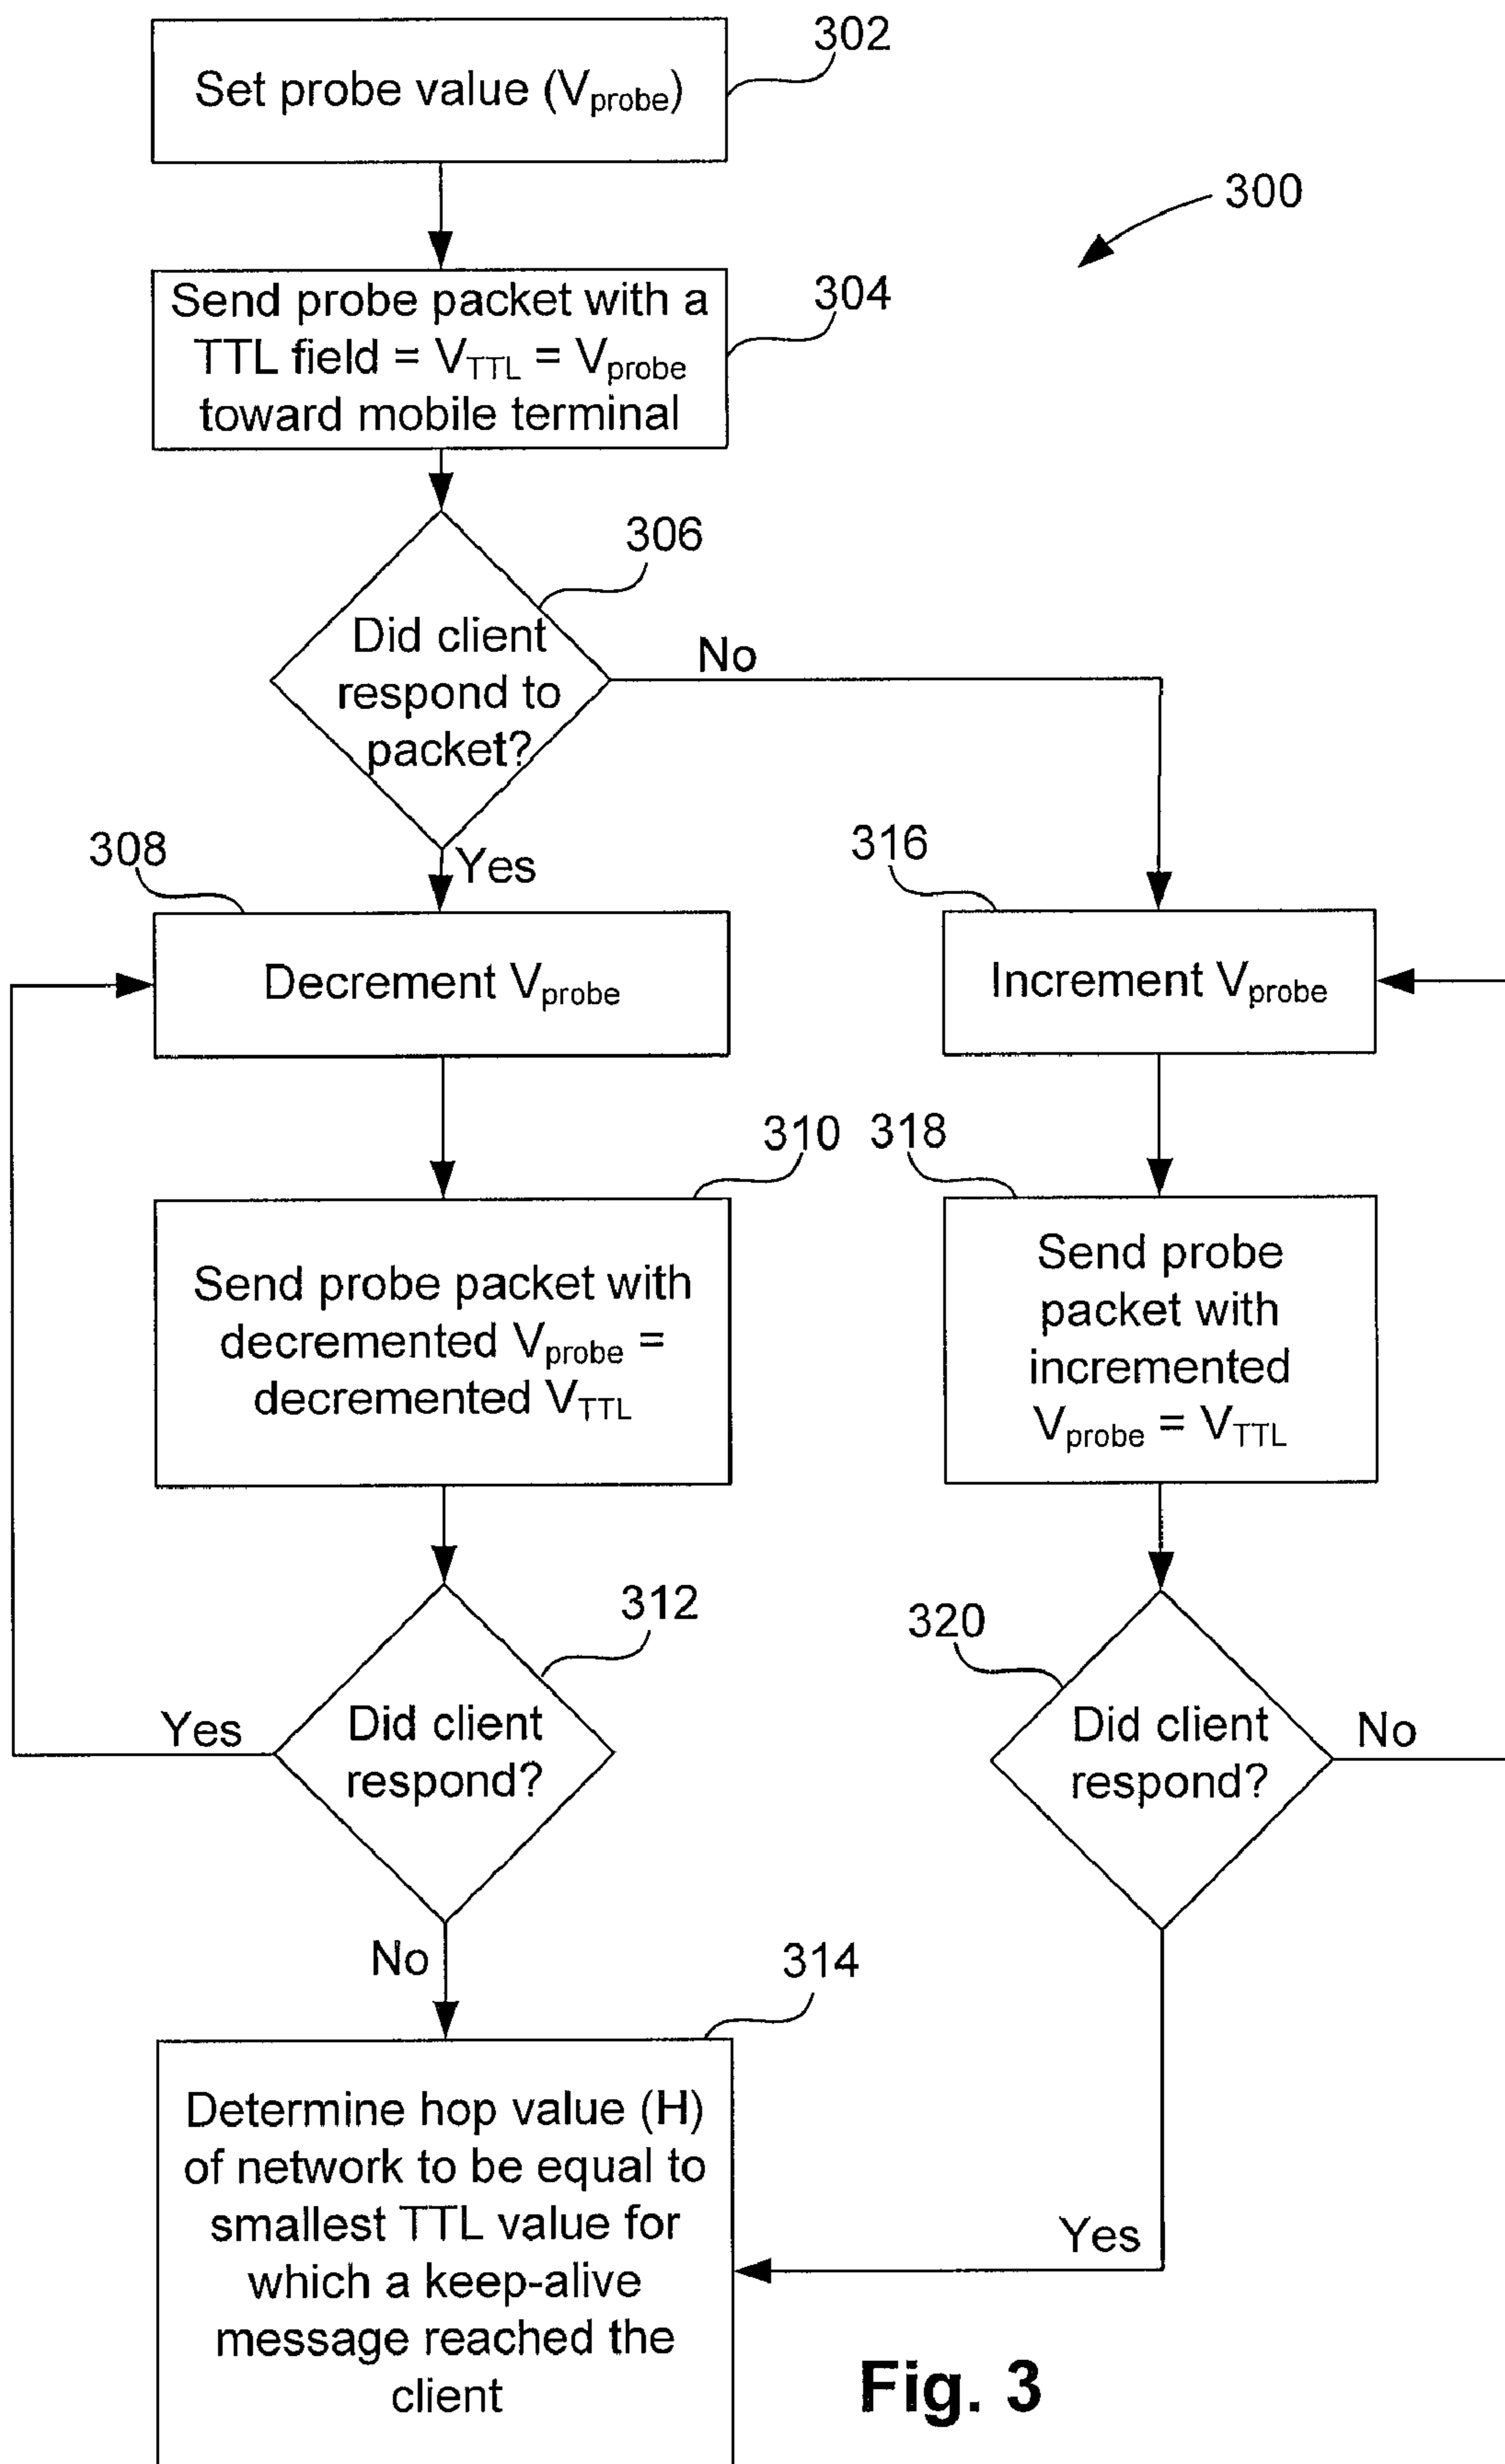 302
Set probe value (Vprobe)
300
304
Send probe packet with a
TTL field = VTTL = Vprobe
toward mobile terminal
306
Did client
respond to
packet?
No
308
Yes
316
Decrement Vprobe
Increment Vprobe
310
318
Send probe packet with
decremented Vprobe =
decremented VTTL
Send probe
packet with
incremented
Vprobe = VTTL
312
320
Yes
Did client
respond?
Did client
respond?
No
No
314
Determine hop value (H)
of network to be equal to
smallest TTL value for
which a keep-alive
message reached the
client
Yes
Fig. 3